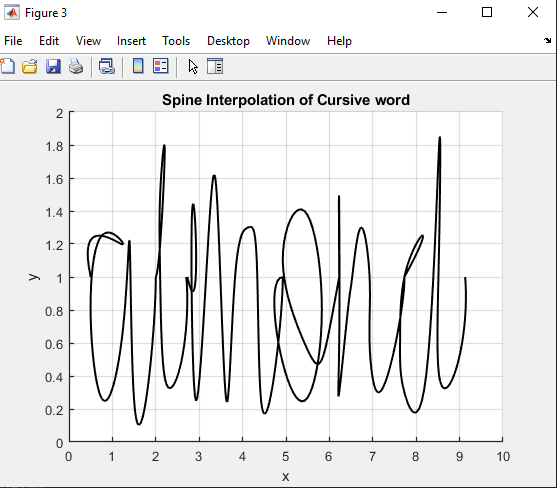 Figure 3
File Edit View Insert Tools Desktop Window Help
Spine Interpolation of Cursive word
2
1.8
1.6
1.4
1.2
1
0.8
0.6
0.4
0.2
0
y
0 1 2 3 4 5 6 7 8 9 10
x